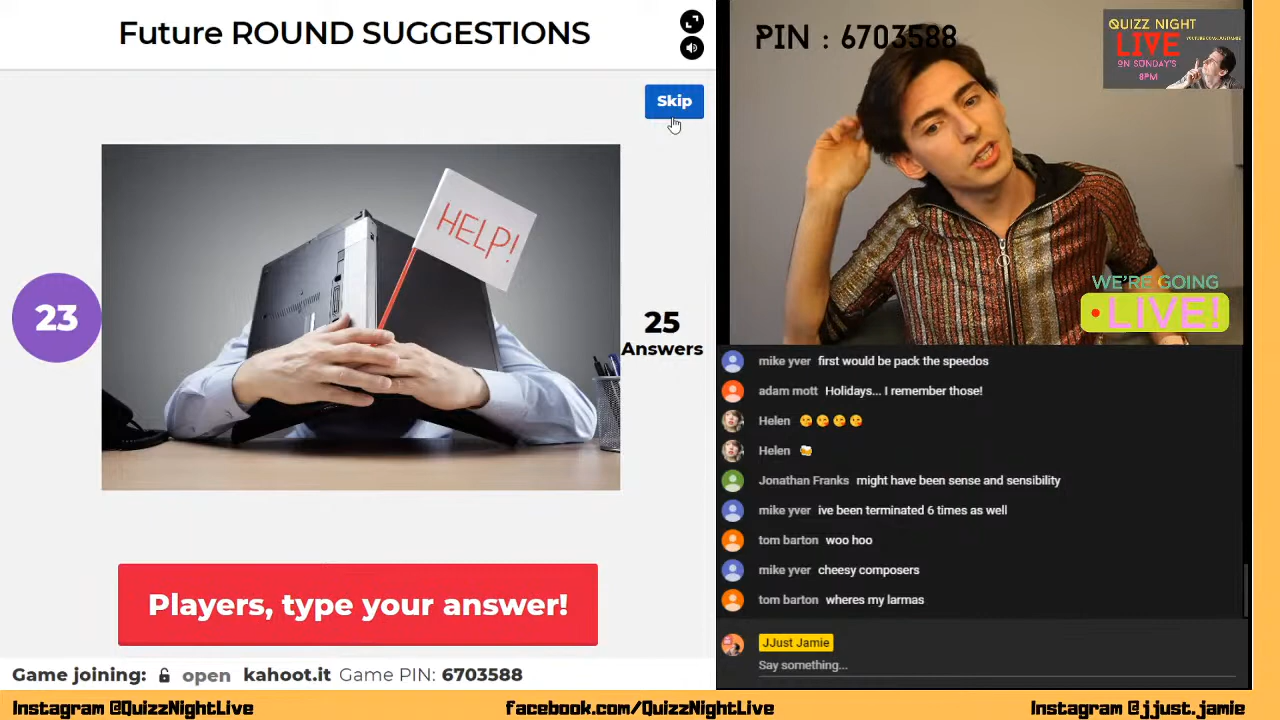 Future ROUND SUGGESTIONS
Skip
HELP!
23
25
Answers
Players, type your answer!
Game joining: open kahoot.it Game PIN: 6703588
PIN : 6703588
QUIZZ NIGHT
LIVE
ON SUNDAY'S
8PM
WE'RE GOING
LIVE!
mike yver first would be pack the speedos
adam mott Holidays... I remember those!
Helen
Helen
Jonathan Franks might have been sense and sensibility
mike yver ive been terminated 6 times as well
tom barton woo hoo
mike yver cheesy composers
tom barton wheres my larmas
JJust Jamie
Say something...
Instagram @QuizzNightLive facebook.com/QuizzNightLive Instagram @jjust.jamie